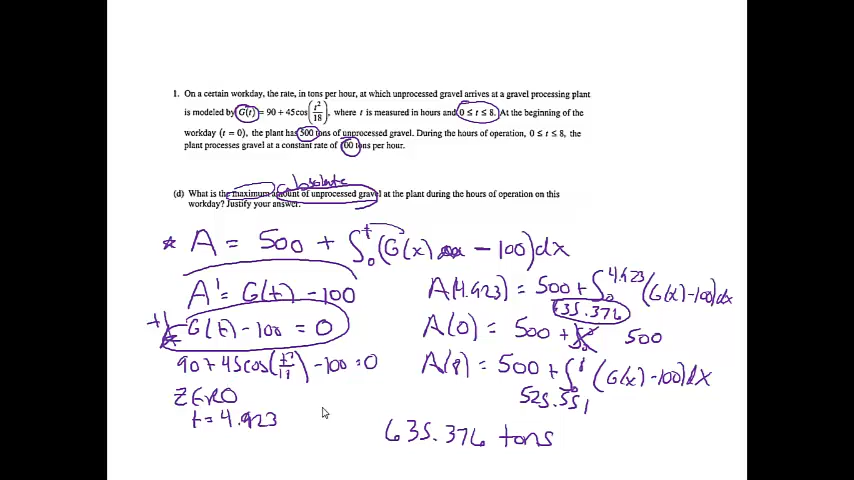 1. On a certain workday, the rate, in tons per hour, at which unprocessed gravel arrives at a gravel processing plant
is modeled by G(t) = 90 + 45cos(t²/18), where t is measured in hours and 0 ≤ t ≤ 8. At the beginning of the
workday (t = 0), the plant has 500 tons of unprocessed gravel. During the hours of operation, 0 ≤ t ≤ 8, the
plant processes gravel at a constant rate of 100 tons per hour.
absolute
(d) What is the maximum amount of unprocessed gravel at the plant during the hours of operation on this
workday? Justify your answer.
A = 500 + ∫₀ᵗ (G(x) - 100)dx
A' = G(t) - 100
+1 G(t) - 100 = 0
90 + 45cos(t²/18) - 100 = 0
ZERO
t = 4.923
A(4.923) = 500 + ∫₀^4.923 (G(x) - 100)dx
635.376
A(0) = 500 + 500
A(8) = 500 + ∫₀⁸ (G(x) - 100)dx
525.551
635.376 tons